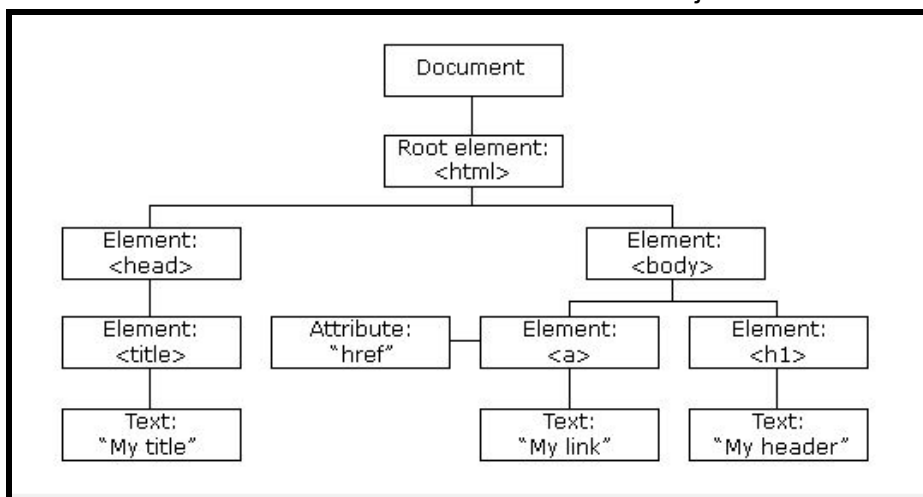 Document
Root element:
<html>
Element:
<head>
Element:
<body>
Element:
<title>
Attribute:
“href”
Element:
<a>
Element:
<h1>
Text:
“My title”
Text:
“My link”
Text:
“My header”